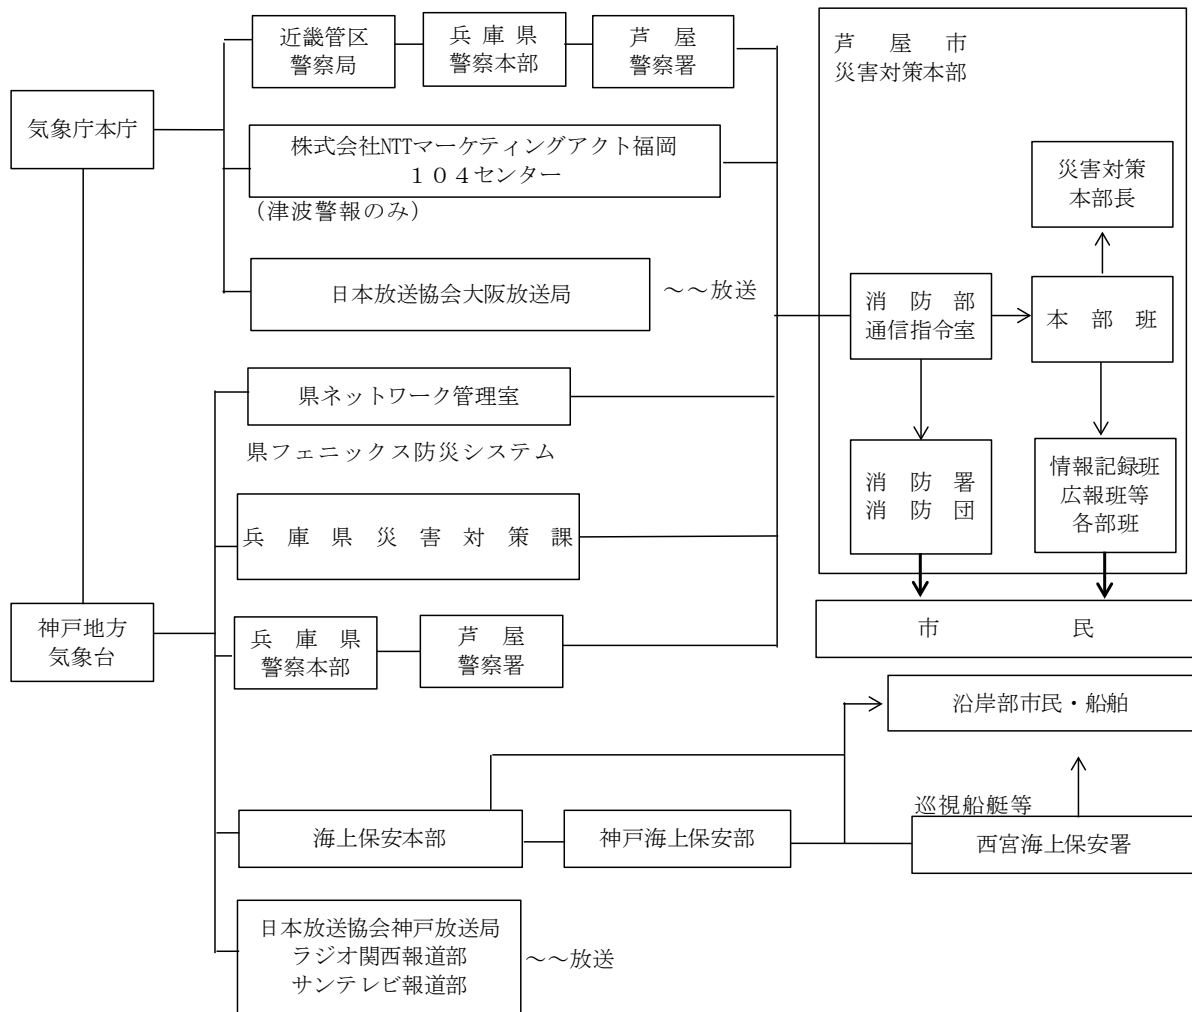 近畿管区
警察局
兵 庫 県
警察本部
芦 屋
警察署
芦 屋 市
災害対策本部
気象庁本庁
株式会社NTTマーケティングアクト福岡
１０４センター
(津波警報のみ)
災害対策
本部長
日本放送協会大阪放送局
～～放送
消 防 部
通信指令室
本 部 班
県ネットワーク管理室
県フェニックス防災システム
消 防 署
消 防 団
情報記録班
広報班等
各部班
兵 庫 県 災 害 対 策 課
神戸地方
気象台
兵 庫 県
警察本部
芦 屋
警察署
市 民
沿岸部市民・船舶
海上保安本部
神戸海上保安部
巡視船艇等
西宮海上保安署
日本放送協会神戸放送局
ラジオ関西報道部
サンテレビ報道部
～～放送